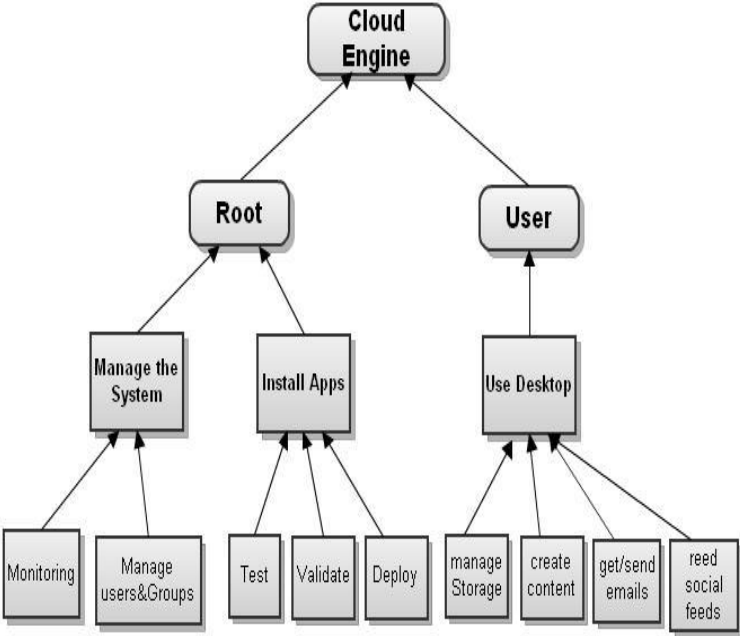 Cloud
Engine
Root
User
Manage the
System
Install Apps
Use Desktop
Monitoring
Manage
users&Groups
Test
Validate
Deploy
manage
Storage
create
content
get/send
emails
reed
social
feeds